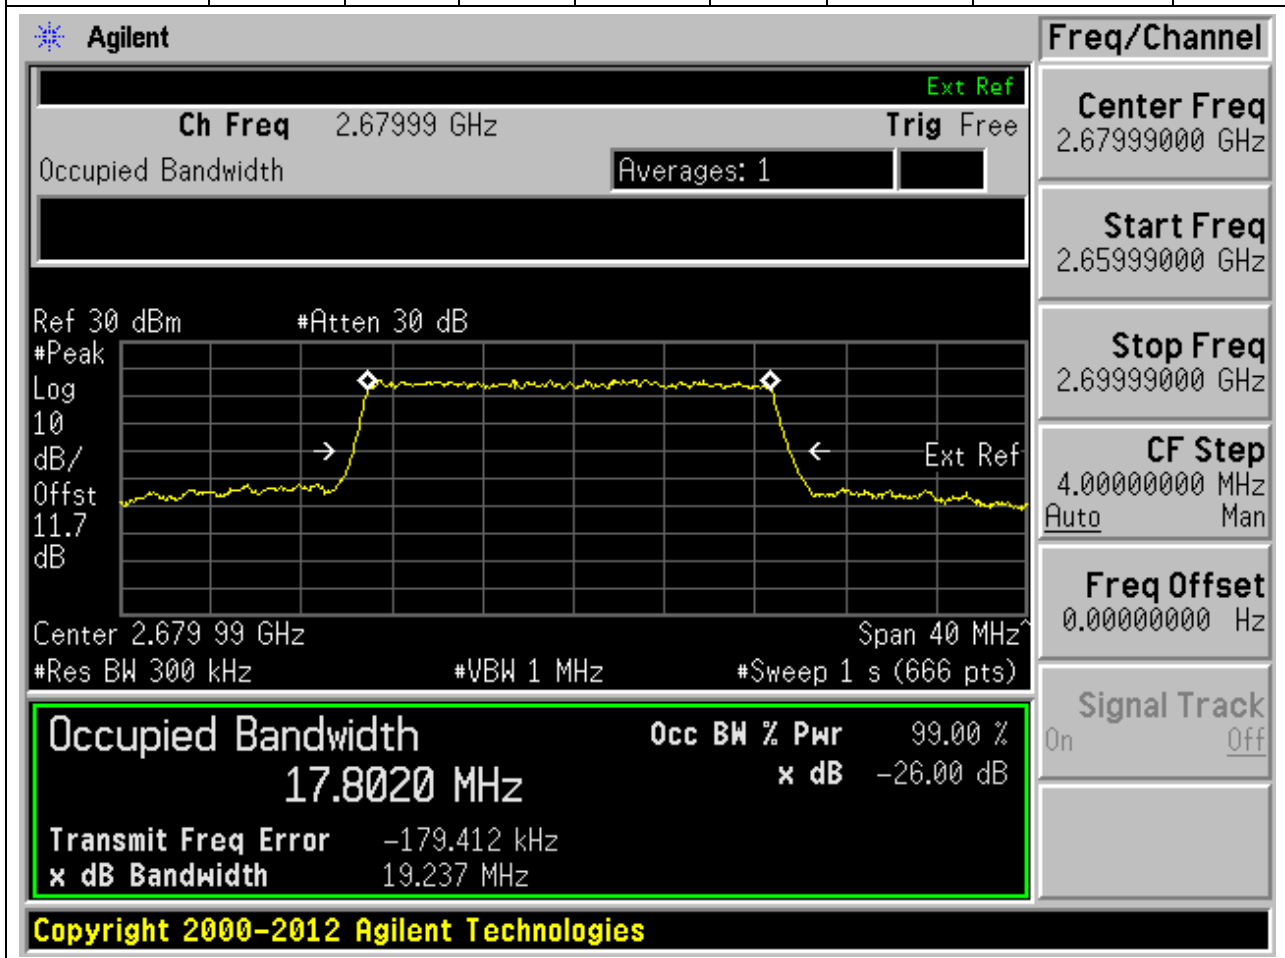 Agilent
Freq/Channel
Ext Ref
Ch Freq 2.67999 GHz Trig Free
Occupied Bandwidth Averages: 1
Center Freq
2.67999000 GHz
Start Freq
2.65999000 GHz
Stop Freq
2.69999000 GHz
CF Step
4.00000000 MHz
Auto Man
Freq Offset
0.00000000 Hz
Signal Track
On Off
Ref 30 dBm #Atten 30 dB
#Peak
Log
10
dB/
Offst
11.7
dB
Ext Ref
Center 2.679 99 GHz Span 40 MHz^
#Res BW 300 kHz #VBW 1 MHz #Sweep 1 s (666 pts)
Occupied Bandwidth
17.8020 MHz
Occ BW % Pwr 99.00 %
x dB -26.00 dB
Transmit Freq Error -179.412 kHz
x dB Bandwidth 19.237 MHz
Copyright 2000-2012 Agilent Technologies